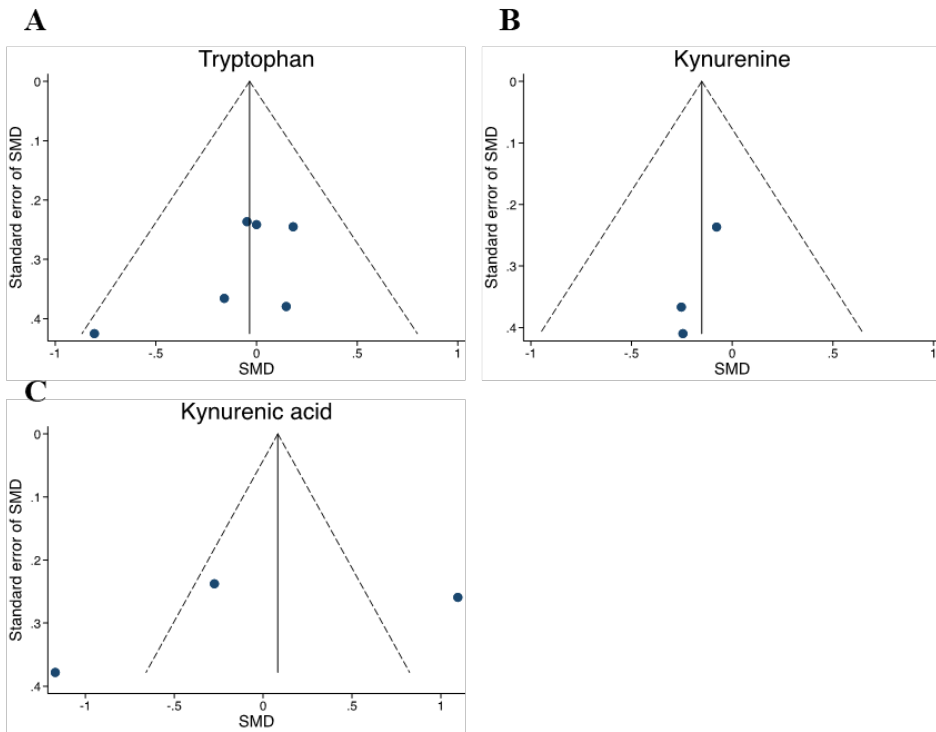 A
Tryptophan
Standard error of SMD
0
.1
.2
.3
.4
-1
-.5
0
.5
1
SMD
B
Kynurenine
Standard error of SMD
0
.1
.2
.3
.4
-1
-.5
0
.5
1
SMD
C
Kynurenic acid
Standard error of SMD
0
.1
.2
.3
.4
-1
-.5
0
.5
1
SMD